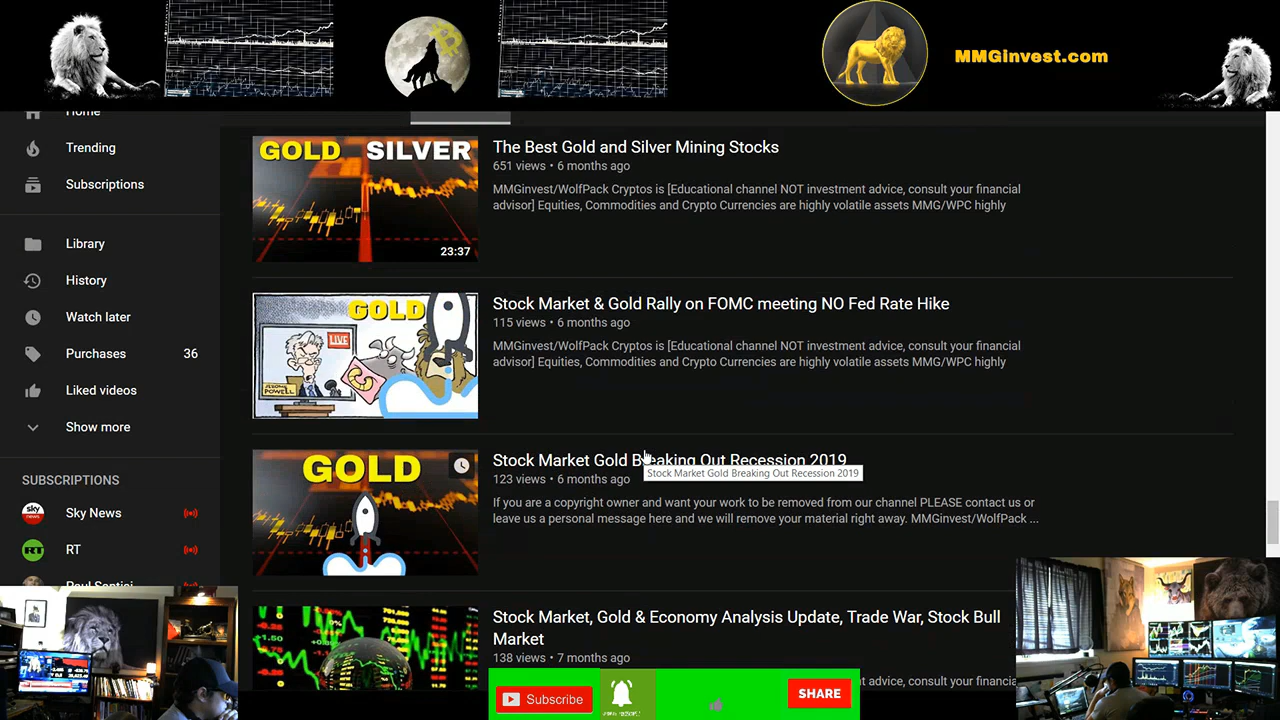 MMGinvest.com
Home
Trending
Subscriptions
Library
History
Watch later
Purchases 36
Liked videos
Show more
SUBSCRIPTIONS
Sky News
RT
GOLD SILVER
23:37
The Best Gold and Silver Mining Stocks
651 views • 6 months ago
MMGinvest/WolfPack Cryptos is [Educational channel NOT investment advice, consult your financial
advisor] Equities, Commodities and Crypto Currencies are highly volatile assets MMG/WPC highly
GOLD
LIVE
POWELL
Stock Market & Gold Rally on FOMC meeting NO Fed Rate Hike
115 views • 6 months ago
MMGinvest/WolfPack Cryptos is [Educational channel NOT investment advice, consult your financial
advisor] Equities, Commodities and Crypto Currencies are highly volatile assets MMG/WPC highly
GOLD
Stock Market Gold Breaking Out Recession 2019
Stock Market Gold Breaking Out Recession 2019
123 views • 6 months ago
If you are a copyright owner and want your work to be removed from our channel PLEASE contact us or
leave us a personal message here and we will remove your material right away. MMGinvest/WolfPack ...
Stock Market, Gold & Economy Analysis Update, Trade War, Stock Bull
Market
138 views • 7 months ago
al advice, consult your financial
Subscribe
SHARE